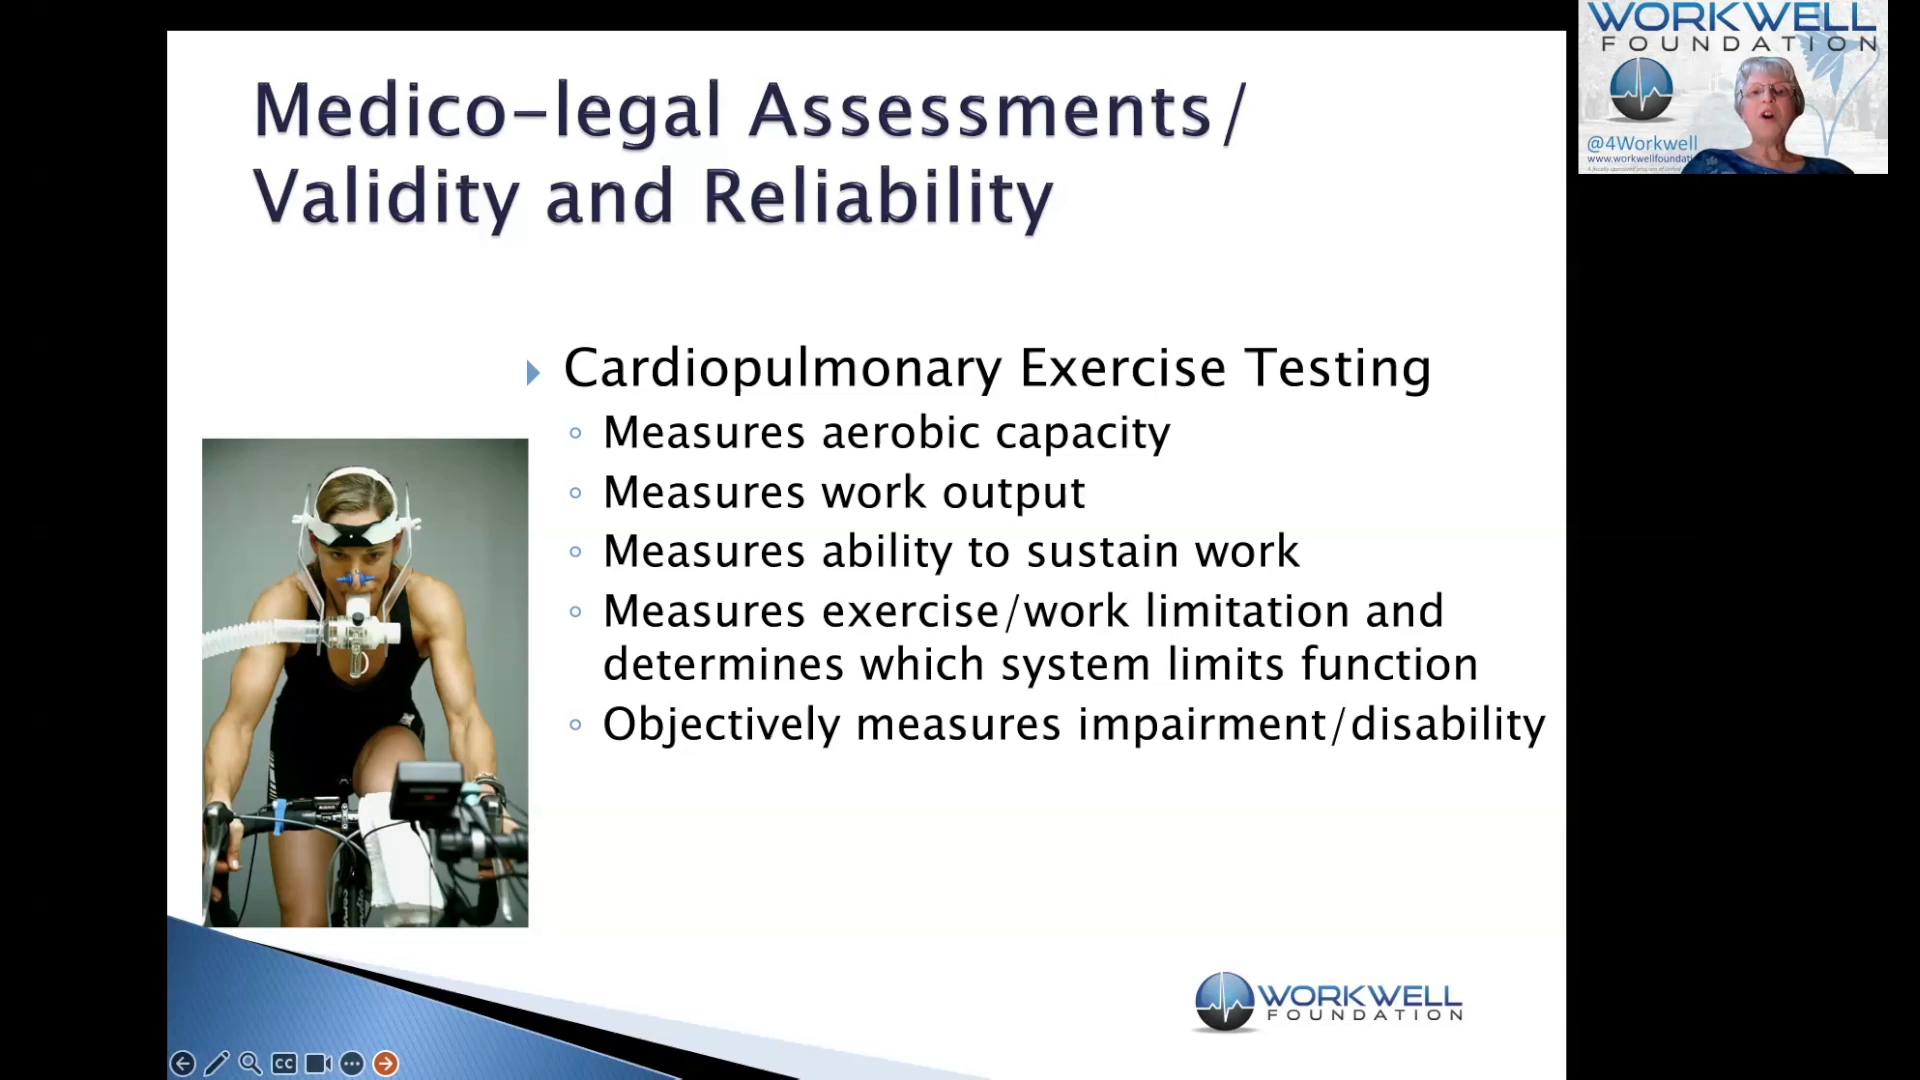 Medico-legal Assessments/
Validity and Reliability
Cardiopulmonary Exercise Testing
Measures aerobic capacity
Measures work output
Measures ability to sustain work
Measures exercise/work limitation and
determines which system limits function
Objectively measures impairment/disability
WORKWELL
FOUNDATION
WORKWELL
FOUNDATION
@4Workwell
www.workwellfoundati
CC